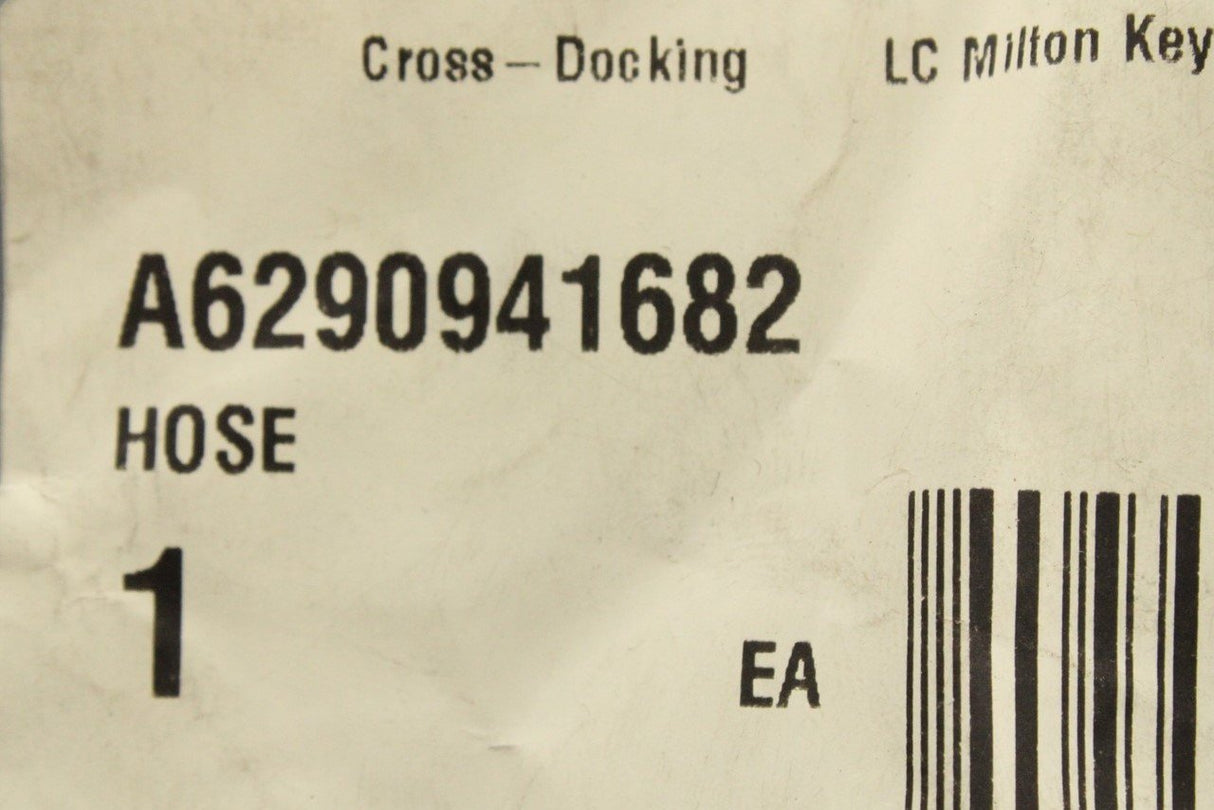 Cross-Docking LC Milton Key
A6290941682
HOSE
1
EA